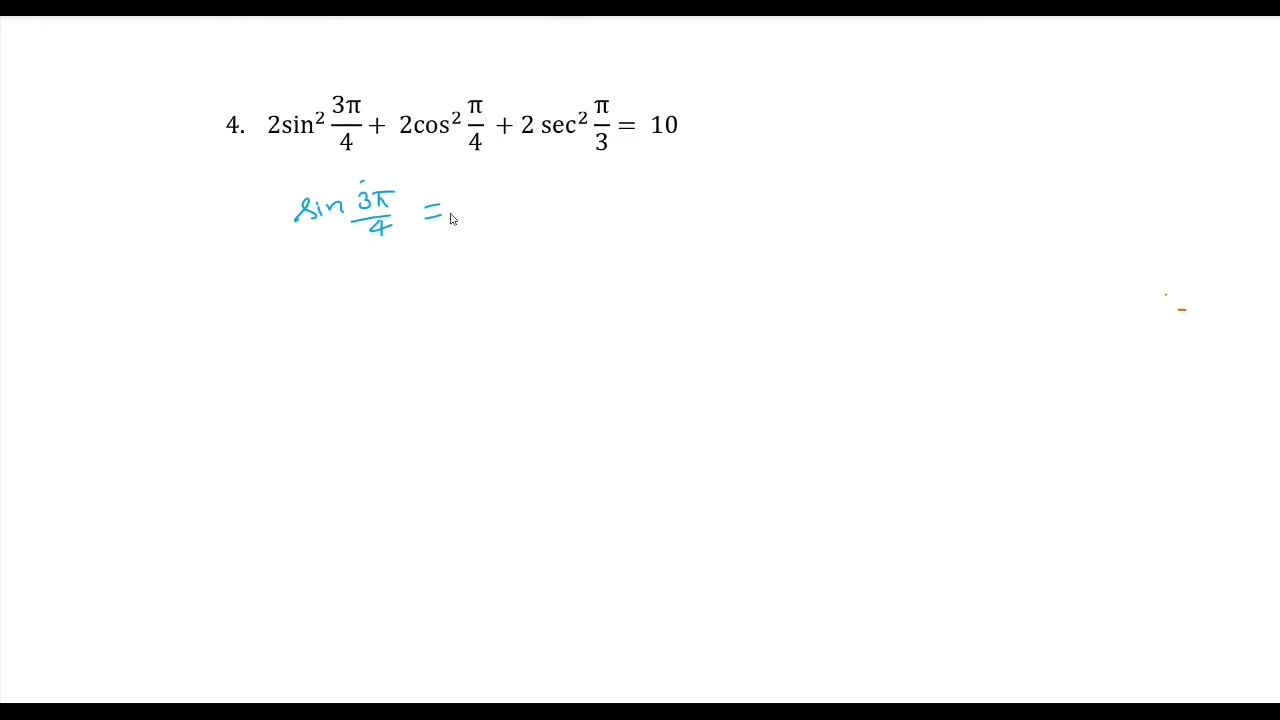 4. 2sin² 3π/4 + 2cos² π/4 + 2 sec² π/3 = 10
sin 3π/4 =